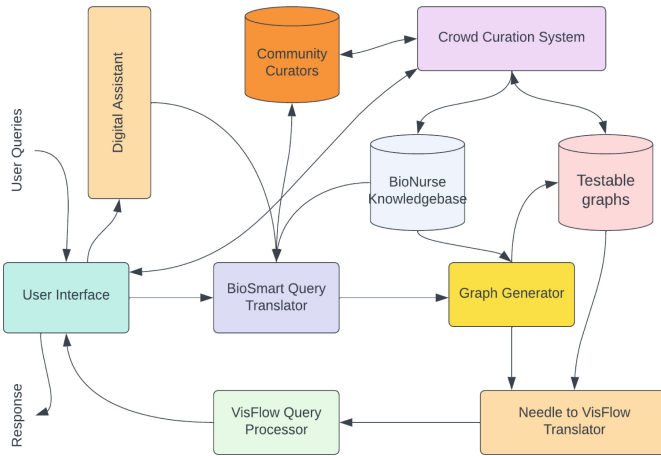 Community
Curators
Crowd Curation System
Digital Assistant
User Queries
BioNurse
Knowledgebase
Testable
graphs
User Interface
BioSmart Query
Translator
Graph Generator
Response
VisFlow Query
Processor
Needle to VisFlow
Translator